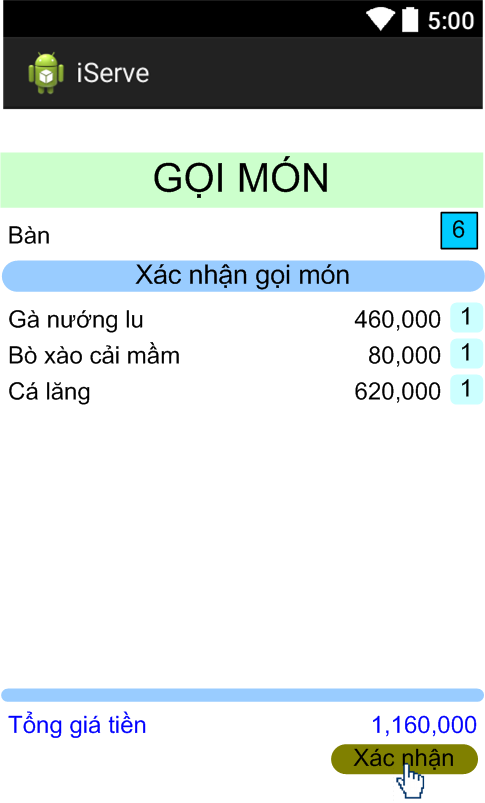 5:00
iServe
GỌI MÓN
Bàn 6
Xác nhận gọi món
Gà nướng lu 460,000 1
Bò xào cải mầm 80,000 1
Cá lăng 620,000 1
Tổng giá tiền 1,160,000
Xác nhận